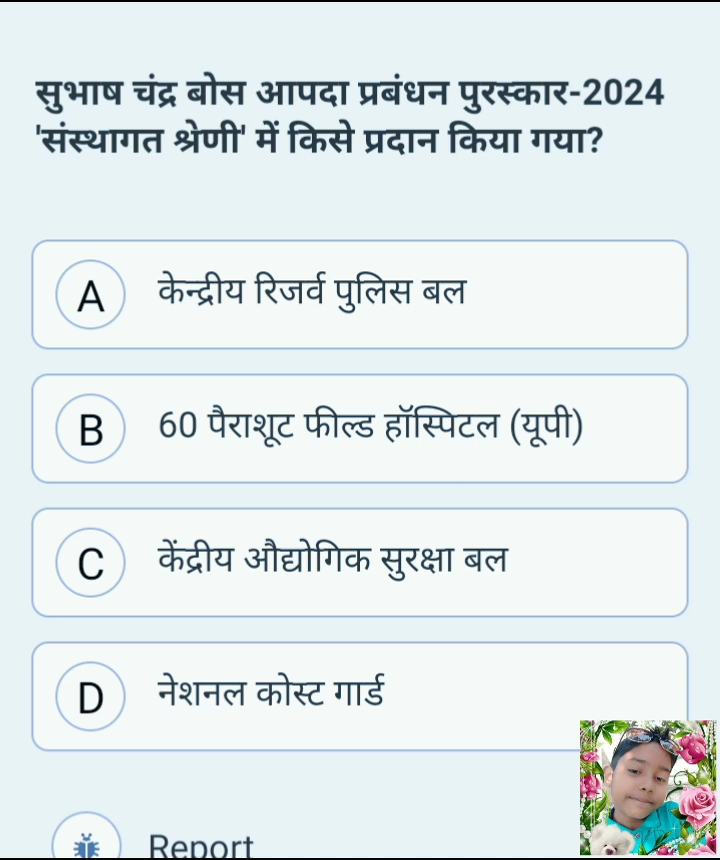 सुभाष चंद्र बोस आपदा प्रबंधन पुरस्कार-2024
'संस्थागत श्रेणी' में किसे प्रदान किया गया?
A केन्द्रीय रिजर्व पुलिस बल
B 60 पैराशूट फील्ड हॉस्पिटल (यूपी)
C केंद्रीय औद्योगिक सुरक्षा बल
D नेशनल कोस्ट गार्ड
Report